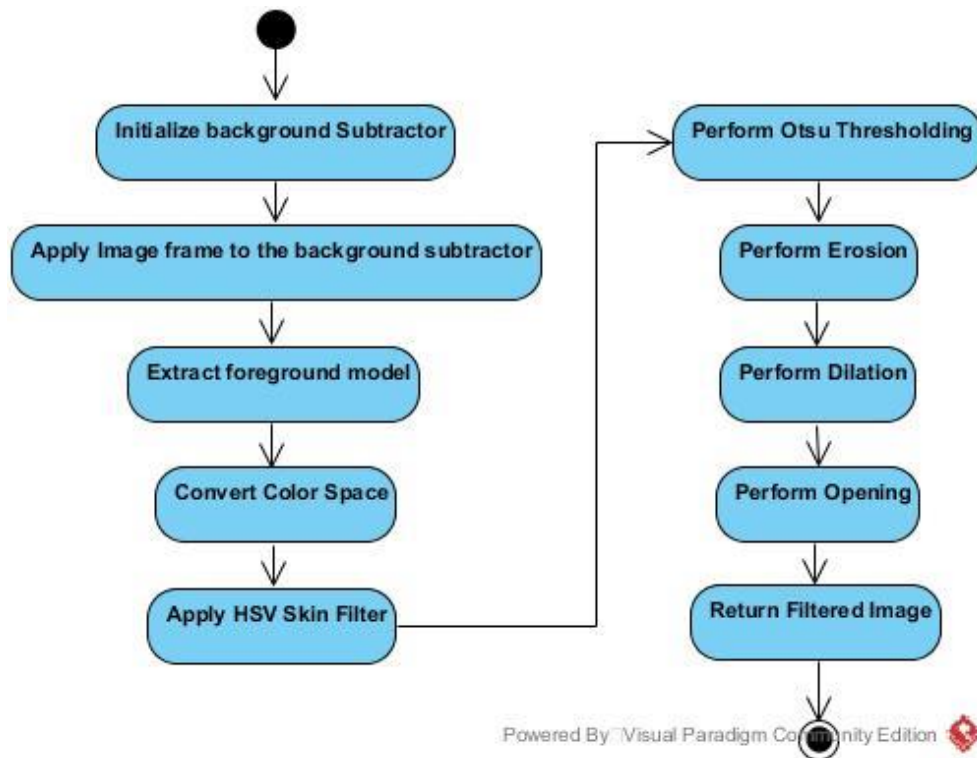 Initialize background Subtractor
Apply Image frame to the background subtractor
Extract foreground model
Convert Color Space
Apply HSV Skin Filter
Perform Otsu Thresholding
Perform Erosion
Perform Dilation
Perform Opening
Return Filtered Image
Powered By Visual Paradigm Community Edition